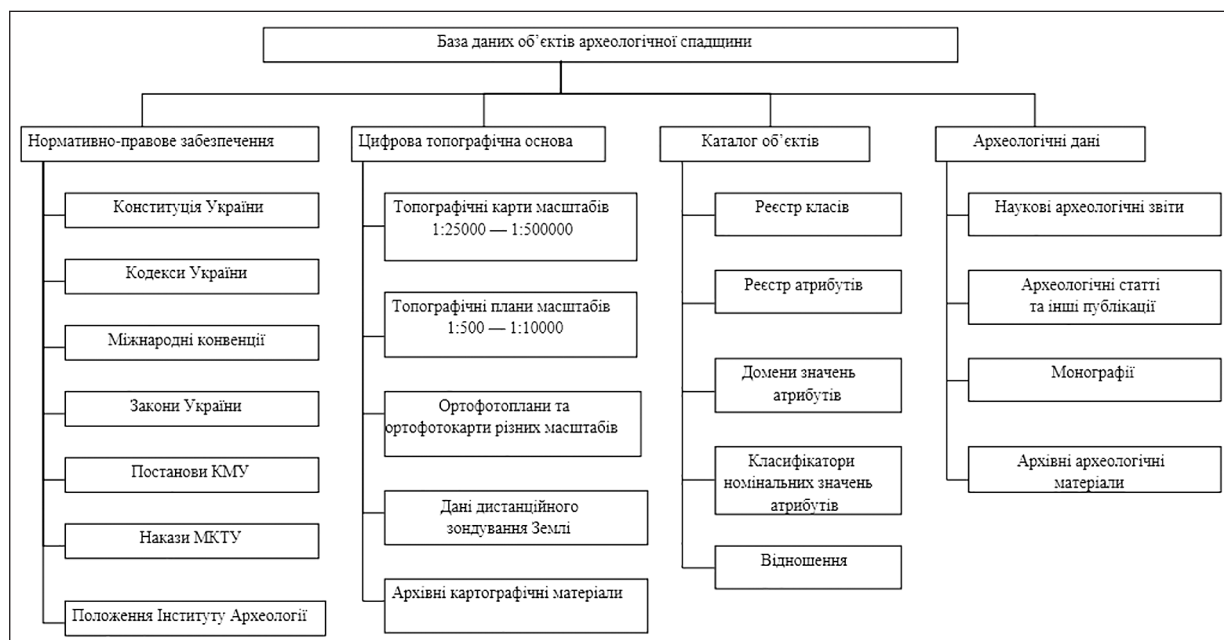 База даних об’єктів археологічної спадщини
Нормативно-правове забезпечення
Конституція України
Кодекси України
Міжнародні конвенції
Закони України
Постанови КМУ
Накази МКТУ
Положення Інституту Археології
Цифрова топографічна основа
Топографічні карти масштабів
1:25000 — 1:500000
Топографічні плани масштабів
1:500 — 1:10000
Ортофотоплани та
ортофотокарти різних масштабів
Дані дистанційного
зондування Землі
Архівні картографічні матеріали
Каталог об’єктів
Реєстр класів
Реєстр атрибутів
Домени значень
атрибутів
Класифікатори
номінальних значень
атрибутів
Відношення
Археологічні дані
Наукові археологічні звіти
Археологічні статті
та інші публікації
Монографії
Архівні археологічні
матеріали